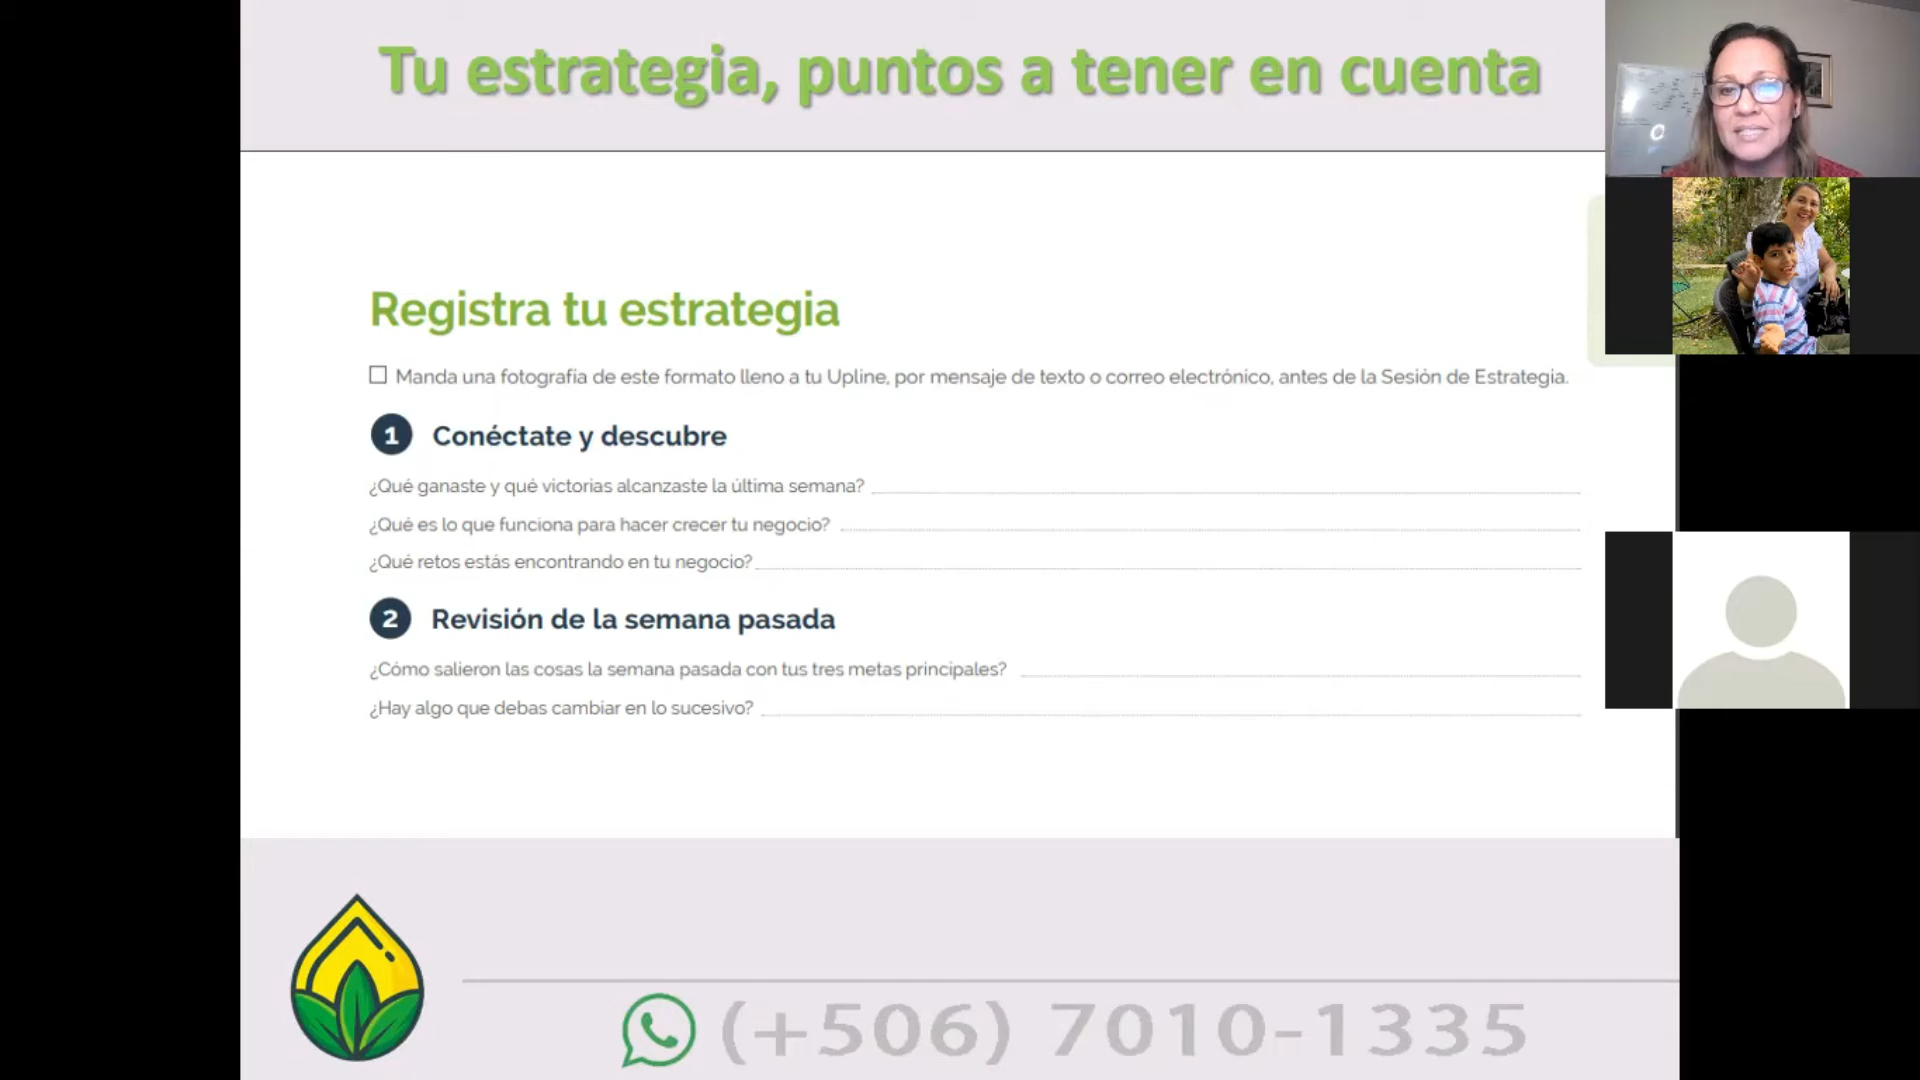 Tu estrategia, puntos a tener en cuenta
Registra tu estrategia
Manda una fotografía de este formato lleno a tu Upline, por mensaje de texto o correo electrónico, antes de la Sesión de Estrategia.
1 Conéctate y descubre
¿Qué ganaste y qué victorias alcanzaste la última semana?
¿Qué es lo que funciona para hacer crecer tu negocio?
¿Qué retos estás encontrando en tu negocio?
2 Revisión de la semana pasada
¿Cómo salieron las cosas la semana pasada con tus tres metas principales?
¿Hay algo que debas cambiar en lo sucesivo?
(+506) 7010-1335